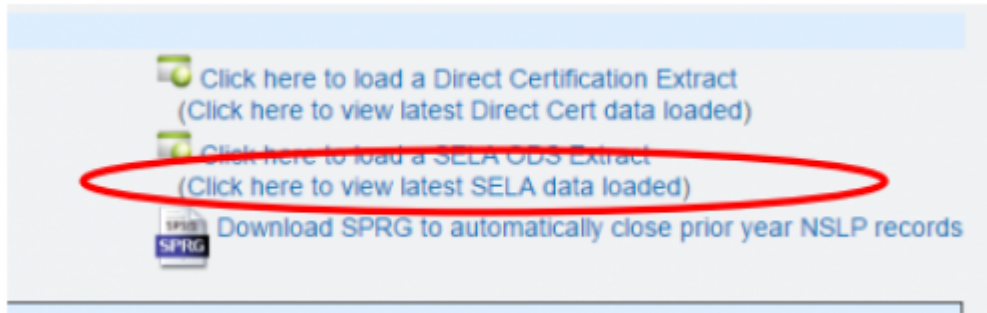 Click here to load a Direct Certification Extract
(Click here to view latest Direct Cert data loaded)
Click here to load a SELA ODS Extract
(Click here to view latest SELA data loaded)
SPSS
SPRG
Download SPRG to automatically close prior year NSLP records